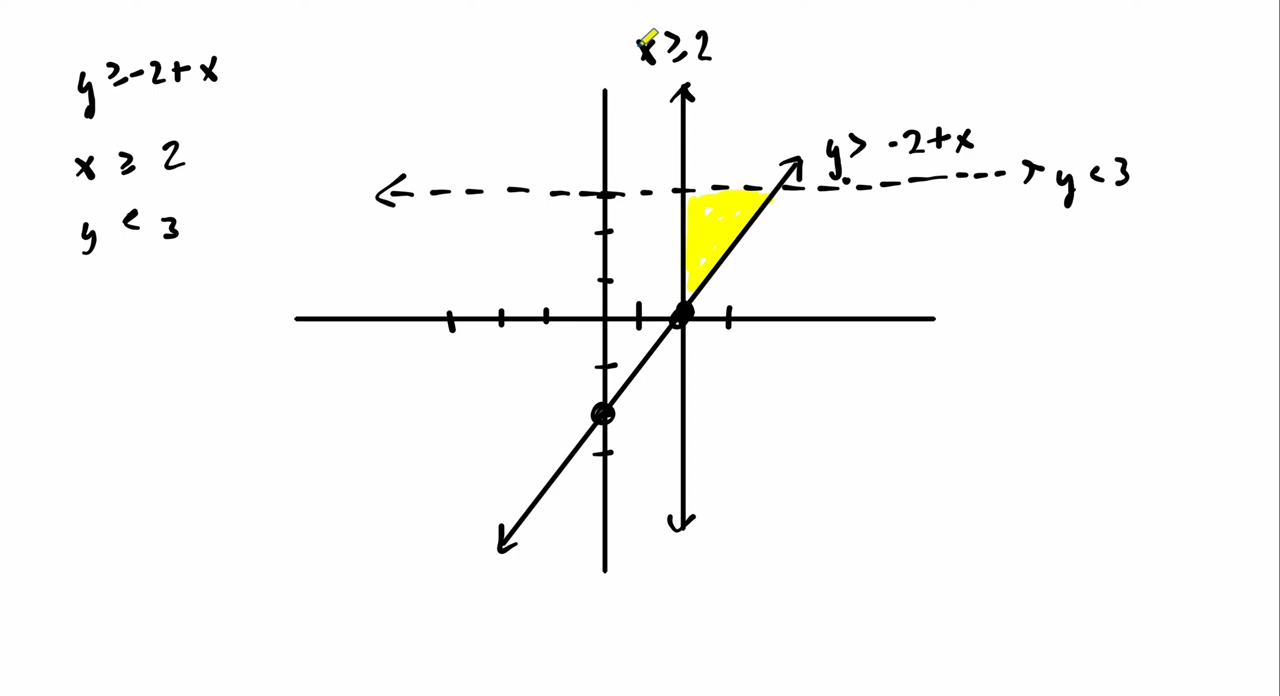 x ≥ 2
y ≥ -2 + x
y > -2 + x
x ≥ 2
y < 3
y < 3